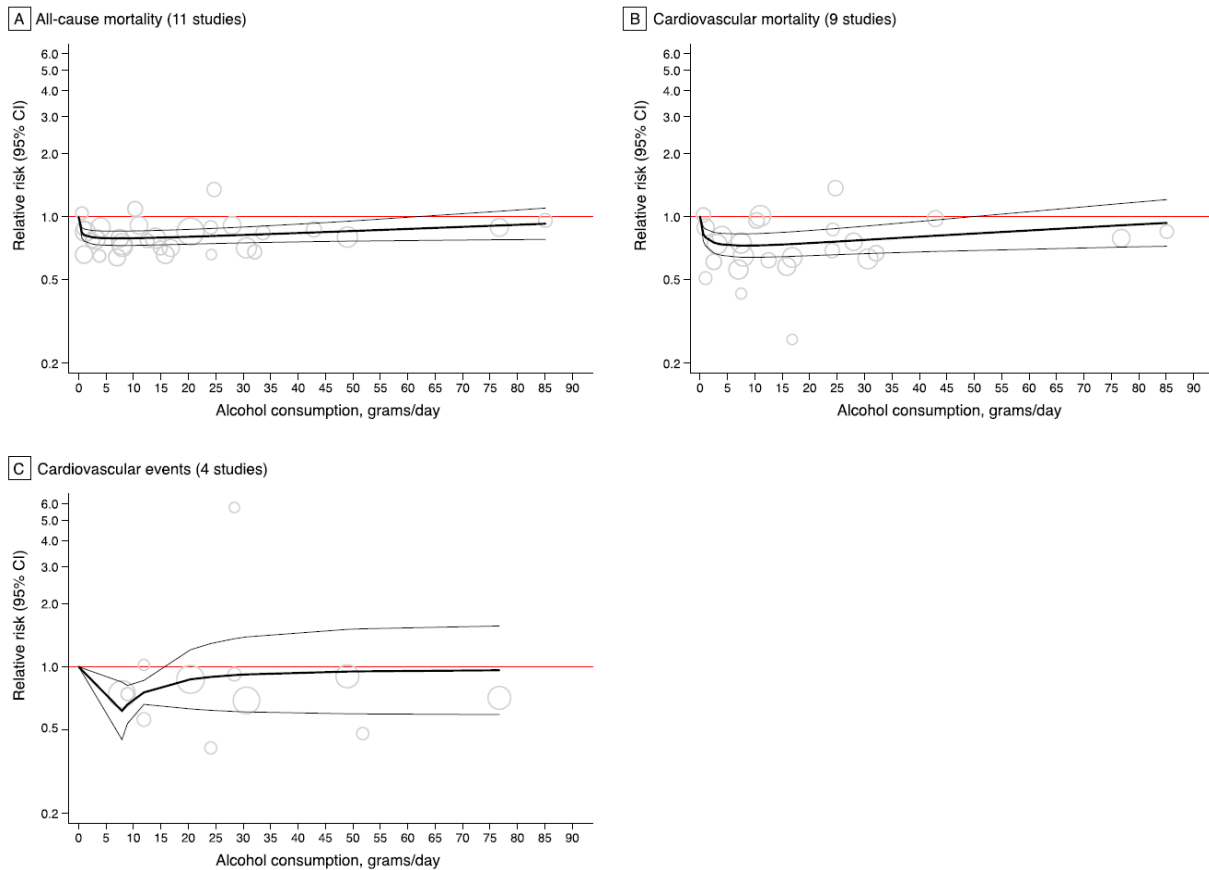 A All-cause mortality (11 studies)
Relative risk (95% CI)
6.0
5.0
4.0
3.0
2.0
1.0
0.5
0.2
0 5 10 15 20 25 30 35 40 45 50 55 60 65 70 75 80 85 90
Alcohol consumption, grams/day
B Cardiovascular mortality (9 studies)
Relative risk (95% CI)
6.0
5.0
4.0
3.0
2.0
1.0
0.5
0.2
0 5 10 15 20 25 30 35 40 45 50 55 60 65 70 75 80 85 90
Alcohol consumption, grams/day
C Cardiovascular events (4 studies)
Relative risk (95% CI)
6.0
5.0
4.0
3.0
2.0
1.0
0.5
0.2
0 5 10 15 20 25 30 35 40 45 50 55 60 65 70 75 80 85 90
Alcohol consumption, grams/day